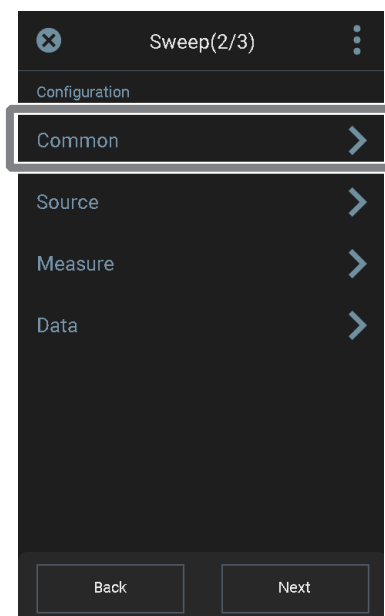 Sweep(2/3)
Configuration
Common
Source
Measure
Data
Back Next